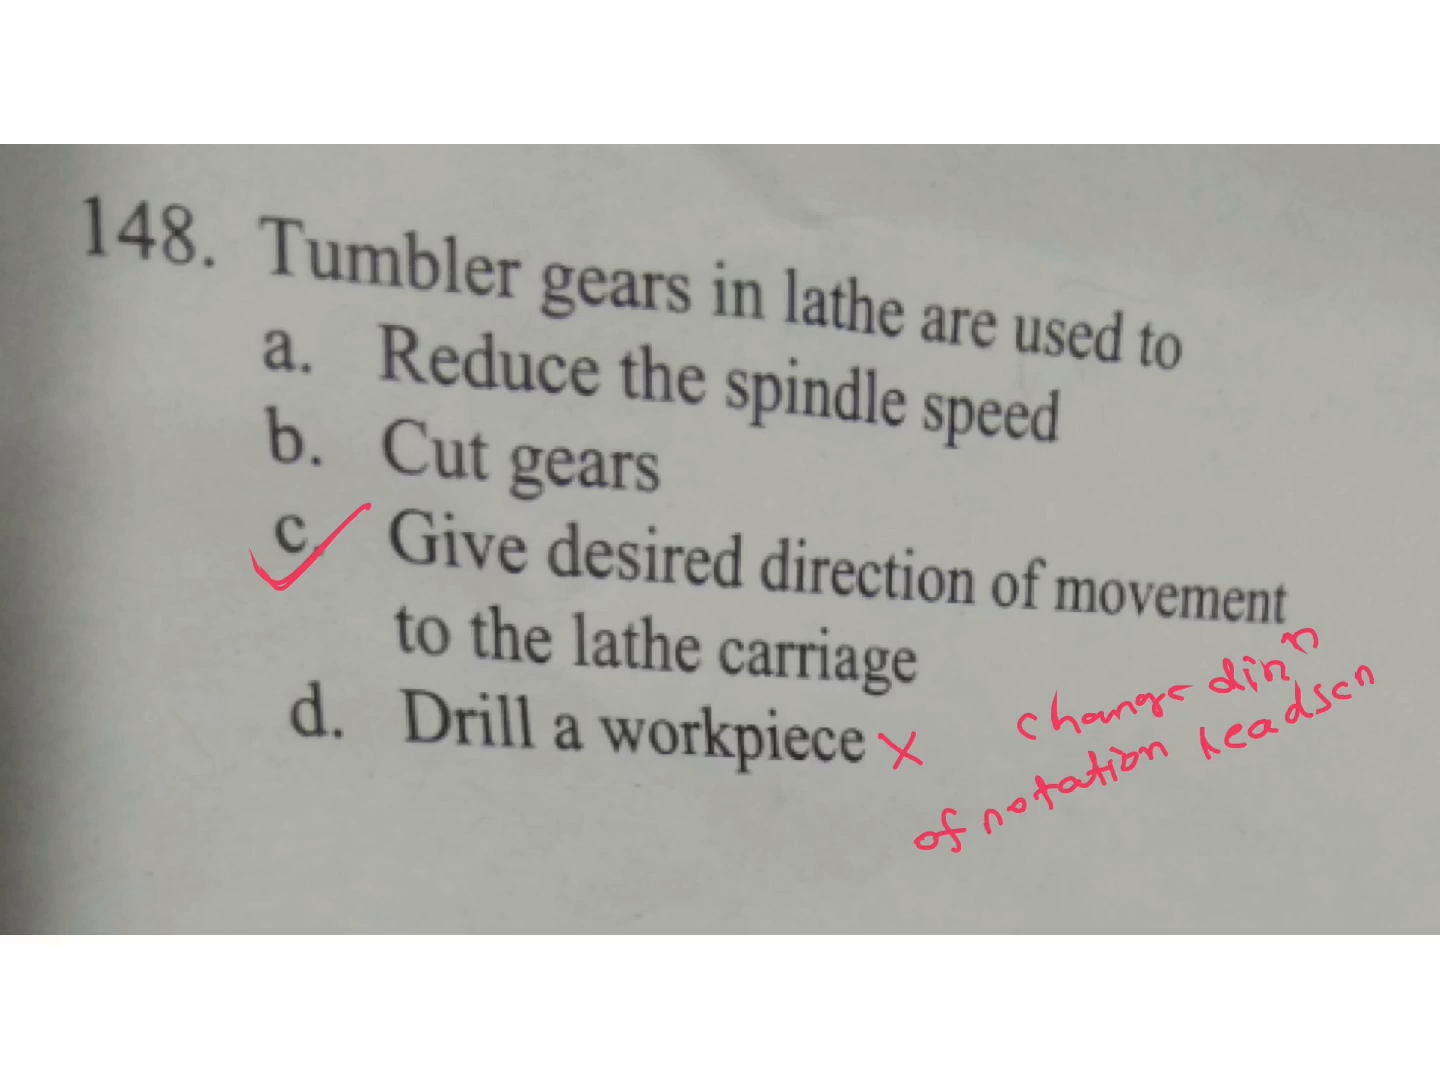 148. Tumbler gears in lathe are used to
a. Reduce the spindle speed
b. Cut gears
c. Give desired direction of movement
to the lathe carriage
d. Drill a workpiece X
change dirn
of rotation Leadscn